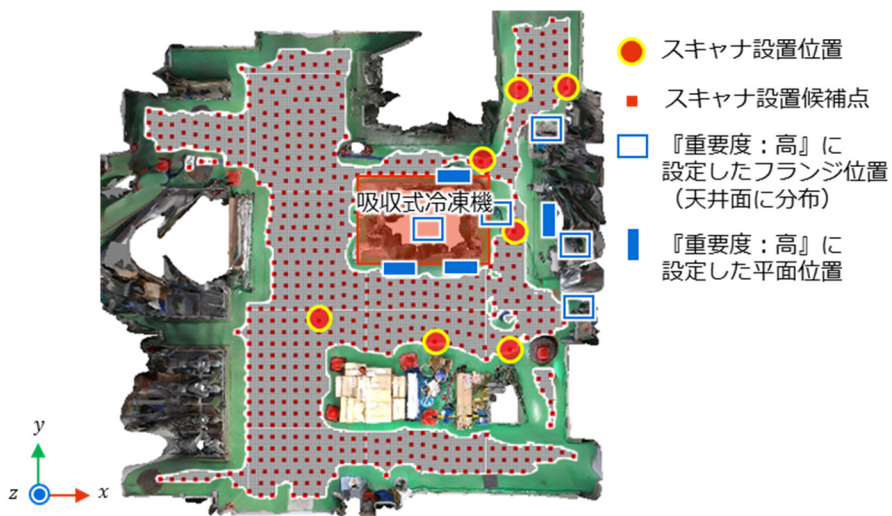 スキャナ設置位置
スキャナ設置候補点
『重要度：高』に
設定したフランジ位置
（天井面に分布）
『重要度：高』に
設定した平面位置
吸収式冷凍機
y
z
x